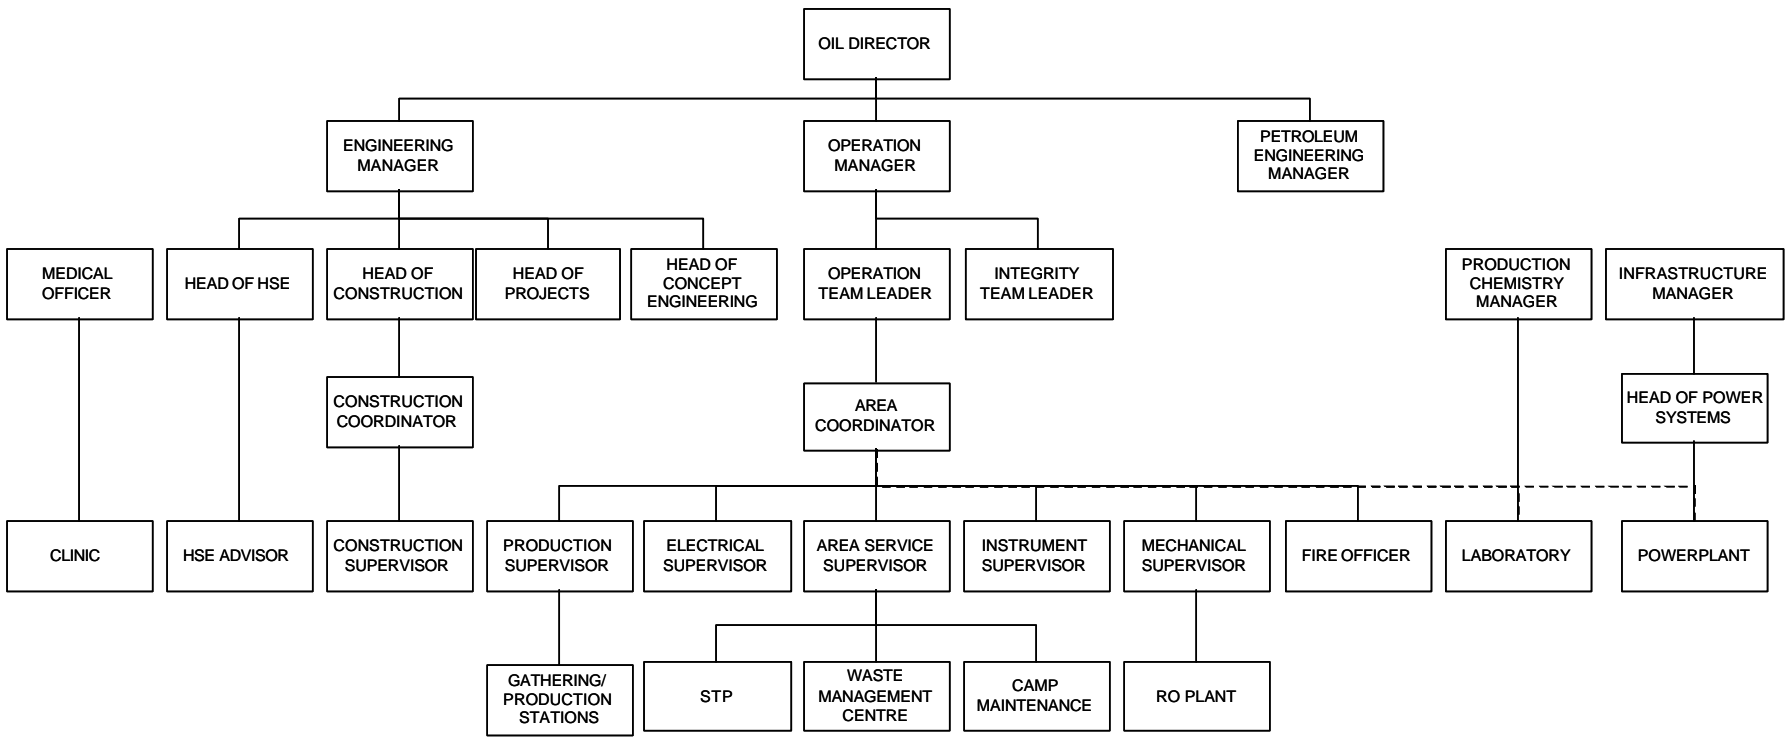 OIL DIRECTOR
ENGINEERING
MANAGER
OPERATION
MANAGER
PETROLEUM
ENGINEERING
MANAGER
MEDICAL
OFFICER
HEAD OF HSE
HEAD OF
CONSTRUCTION
HEAD OF
PROJECTS
HEAD OF
CONCEPT
ENGINEERING
OPERATION
TEAM LEADER
INTEGRITY
TEAM LEADER
PRODUCTION
CHEMISTRY
MANAGER
INFRASTRUCTURE
MANAGER
CONSTRUCTION
COORDINATOR
AREA
COORDINATOR
HEAD OF POWER
SYSTEMS
CLINIC
HSE ADVISOR
CONSTRUCTION
SUPERVISOR
PRODUCTION
SUPERVISOR
ELECTRICAL
SUPERVISOR
AREA SERVICE
SUPERVISOR
INSTRUMENT
SUPERVISOR
MECHANICAL
SUPERVISOR
FIRE OFFICER
LABORATORY
POWERPLANT
GATHERING/
PRODUCTION
STATIONS
STP
WASTE
MANAGEMENT
CENTRE
CAMP
MAINTENANCE
RO PLANT